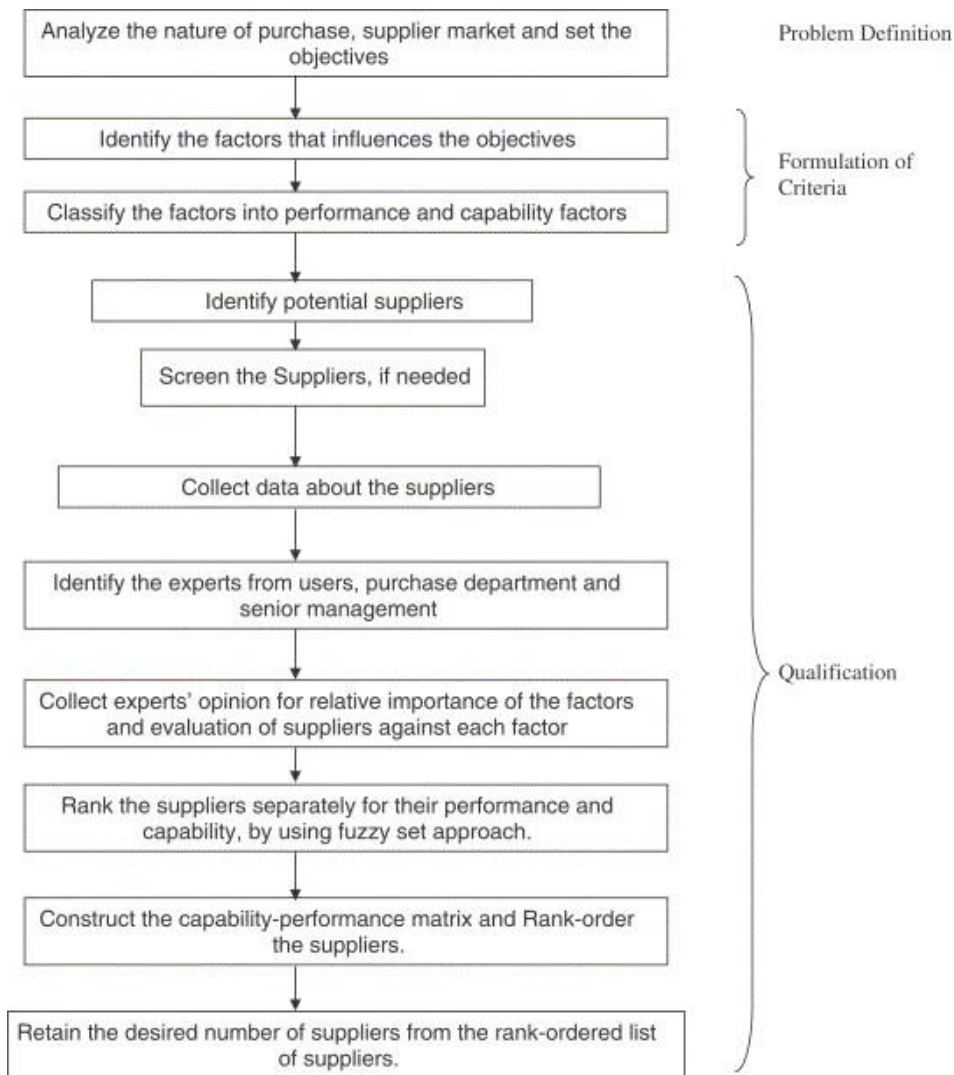 Analyze the nature of purchase, supplier market and set the
objectives
Problem Definition
Identify the factors that influences the objectives
Classify the factors into performance and capability factors
Formulation of
Criteria
Identify potential suppliers
Screen the Suppliers, if needed
Collect data about the suppliers
Identify the experts from users, purchase department and
senior management
Collect experts' opinion for relative importance of the factors
and evaluation of suppliers against each factor
Rank the suppliers separately for their performance and
capability, by using fuzzy set approach.
Construct the capability-performance matrix and Rank-order
the suppliers.
Retain the desired number of suppliers from the rank-ordered list
of suppliers.
Qualification